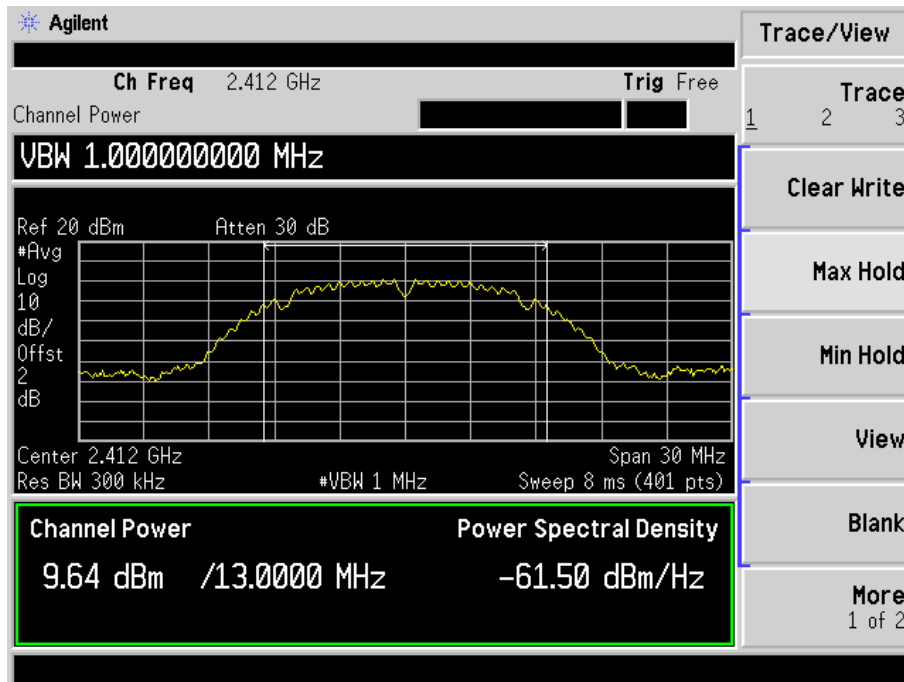 Agilent
Trace/View
Ch Freq 2.412 GHz Trig Free
Channel Power
Trace
1 2 3
VBW 1.000000000 MHz
Clear Write
Ref 20 dBm Atten 30 dB
#Avg
Log
10
dB/
Offst
2
dB
Max Hold
Min Hold
View
Center 2.412 GHz Span 30 MHz
Res BW 300 kHz #VBW 1 MHz Sweep 8 ms (401 pts)
Channel Power Power Spectral Density
9.64 dBm /13.0000 MHz -61.50 dBm/Hz
Blank
More
1 of 2